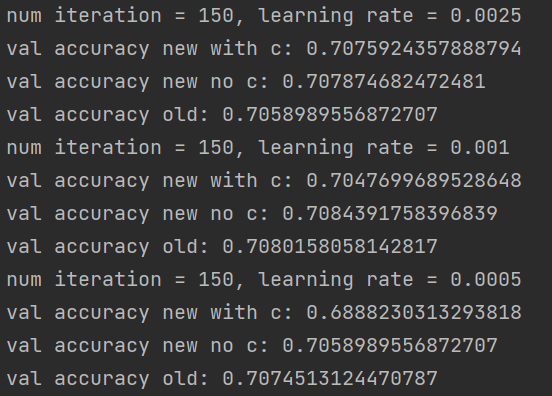 num iteration = 150, learning rate = 0.0025
val accuracy new with c: 0.7075924357888794
val accuracy new no c: 0.707874682472481
val accuracy old: 0.7058989556872707
num iteration = 150, learning rate = 0.001
val accuracy new with c: 0.7047699689528648
val accuracy new no c: 0.7084391758396839
val accuracy old: 0.7080158058142817
num iteration = 150, learning rate = 0.0005
val accuracy new with c: 0.6888230313293818
val accuracy new no c: 0.7058989556872707
val accuracy old: 0.7074513124470787